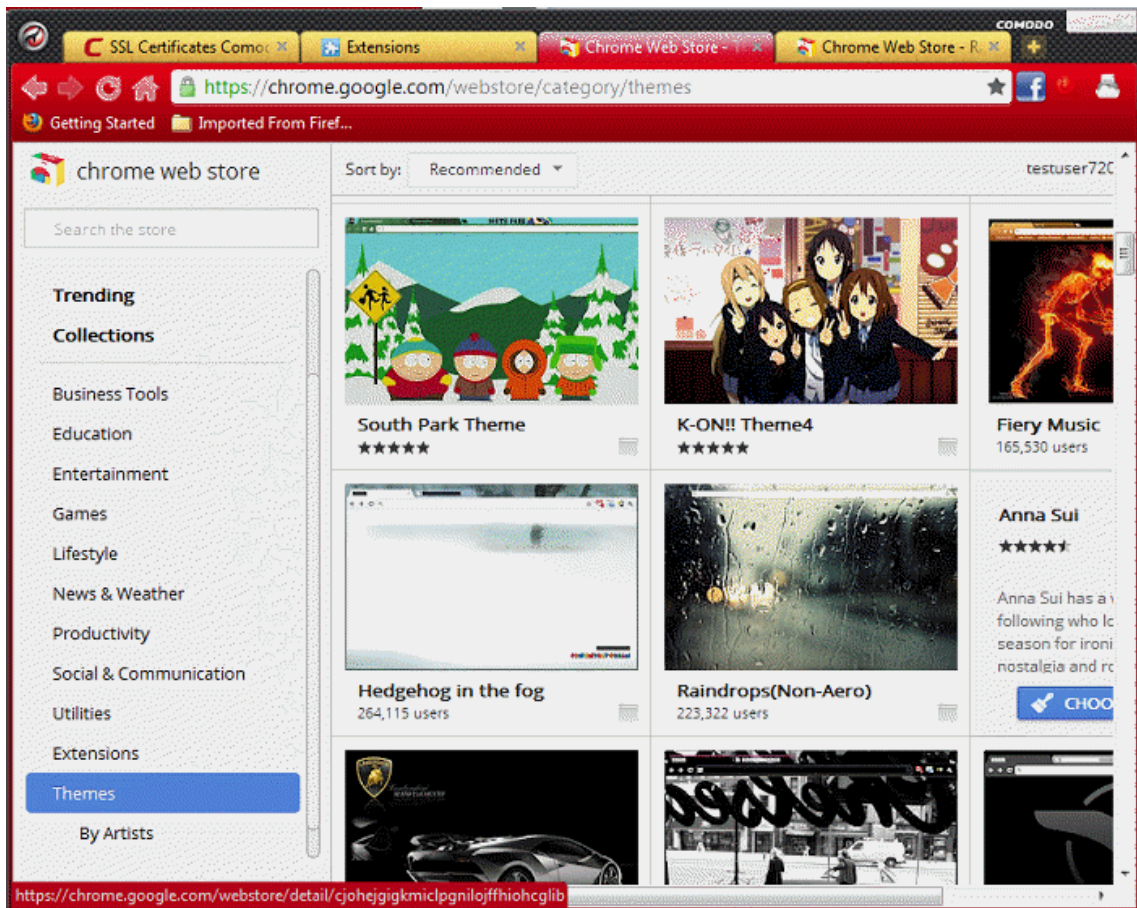 COMODO
SSL Certificates Comoc
Extensions
Chrome Web Store - T
Chrome Web Store - R
https://chrome.google.com/webstore/category/themes
Getting Started
Imported From Firef...
chrome web store
Sort by:
Recommended
testuser720
Search the store
Trending
Collections
Business Tools
Education
Entertainment
Games
Lifestyle
News & Weather
Productivity
Social & Communication
Utilities
Extensions
Themes
By Artists
South Park Theme
K-ON!! Theme4
Fiery Music
165,530 users
Hedgehog in the fog
264,115 users
Raindrops(Non-Aero)
223,322 users
Anna Sui
Anna Sui has a v
following who lo
season for ironi
nostalgia and ro
CHOO
https://chrome.google.com/webstore/detail/cjohejgigkmiclpgnilojffhiohcglib